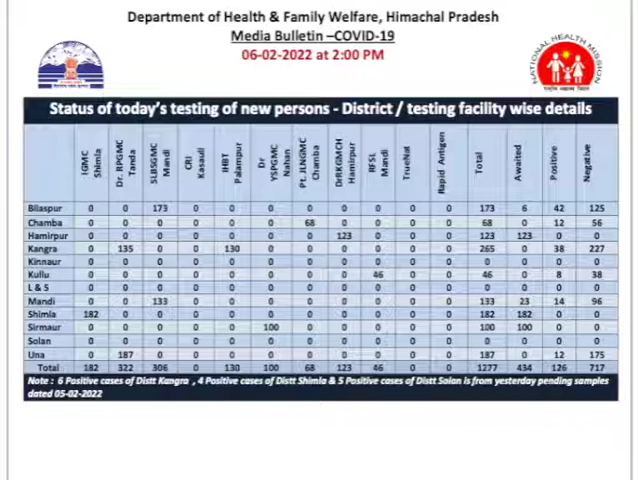 Department of Health & Family Welfare, Himachal Pradesh
Media Bulletin –COVID-19
06-02-2022 at 2:00 PM
NATIONAL HEALTH MISSION
Status of today's testing of new persons - District / testing facility wise details
IGMC Shimla Dr. RPGMC Tanda SLBSGMC Mandi CRI Kasauli IHBT Palampur Dr YSPGMC Nahan Pt. JLNGMC Chamba DrRKGMCH Hamirpur RFSL Mandi TrueNat Rapid Antigen Total Awaited Positive Negative
Bilaspur 0 0 173 0 0 0 0 0 0 0 0 173 6 42 125
Chamba 0 0 0 0 0 0 68 0 0 0 0 68 0 12 56
Hamirpur 0 0 0 0 0 0 0 123 0 0 0 123 123 0 0
Kangra 0 135 0 0 130 0 0 0 0 0 0 265 0 38 227
Kinnaur 0 0 0 0 0 0 0 0 0 0 0 0 0 0 0
Kullu 0 0 0 0 0 0 0 0 46 0 0 46 0 8 38
L & S 0 0 0 0 0 0 0 0 0 0 0 0 0 0 0
Mandi 0 0 133 0 0 0 0 0 0 0 0 133 23 14 96
Shimla 182 0 0 0 0 0 0 0 0 0 0 182 182 0 0
Sirmaur 0 0 0 0 0 100 0 0 0 0 0 100 100 0 0
Solan 0 0 0 0 0 0 0 0 0 0 0 0 0 0 0
Una 0 187 0 0 0 0 0 0 0 0 0 187 0 12 175
Total 182 322 306 0 130 100 68 123 46 0 0 1277 434 126 717
Note : 6 Positive cases of Distt Kangra , 4 Positive cases of Distt Shimla & 5 Positive cases of Distt Solan is from yesterday pending samples
dated 05-02-2022